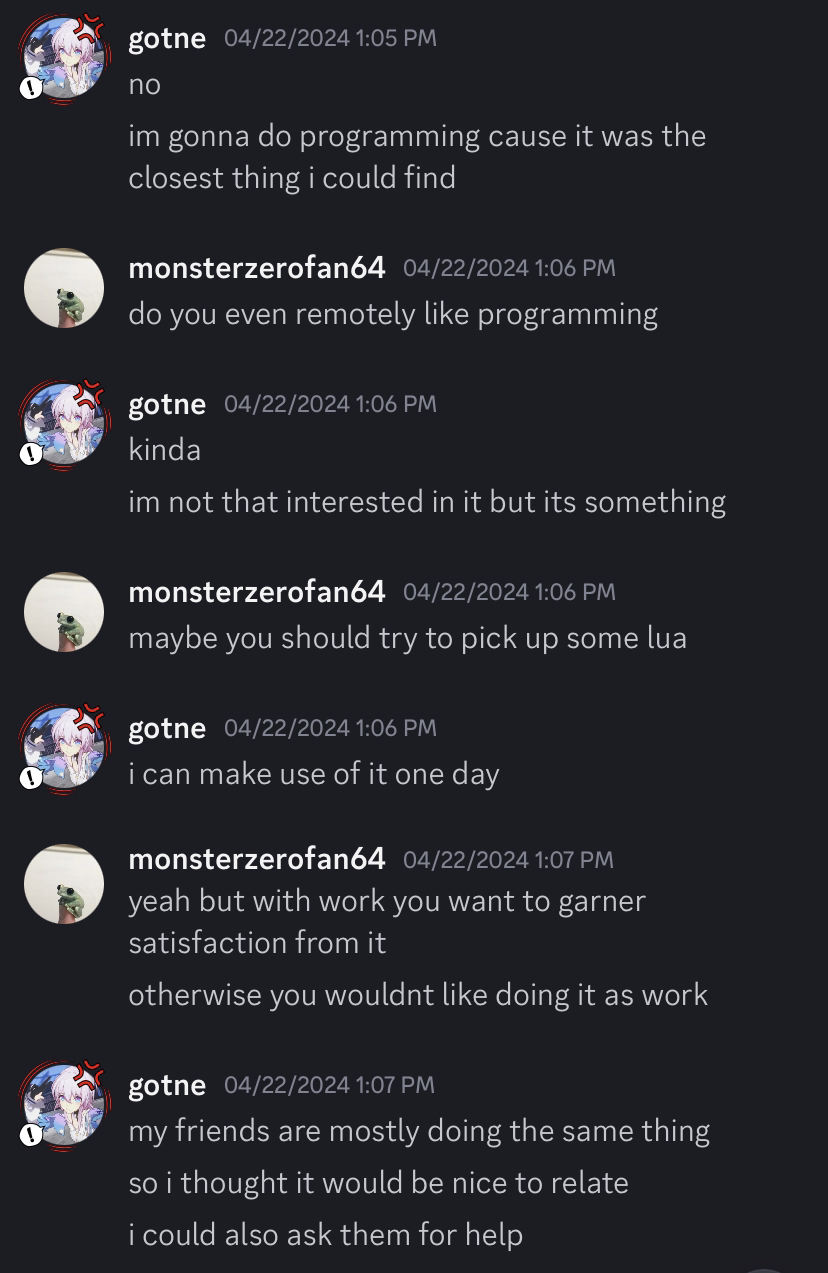 gotne 04/22/2024 1:05 PM
no
im gonna do programming cause it was the
closest thing i could find
monsterzerofan64 04/22/2024 1:06 PM
do you even remotely like programming
gotne 04/22/2024 1:06 PM
kinda
im not that interested in it but its something
monsterzerofan64 04/22/2024 1:06 PM
maybe you should try to pick up some lua
gotne 04/22/2024 1:06 PM
i can make use of it one day
monsterzerofan64 04/22/2024 1:07 PM
yeah but with work you want to garner
satisfaction from it
otherwise you wouldnt like doing it as work
gotne 04/22/2024 1:07 PM
my friends are mostly doing the same thing
so i thought it would be nice to relate
i could also ask them for help